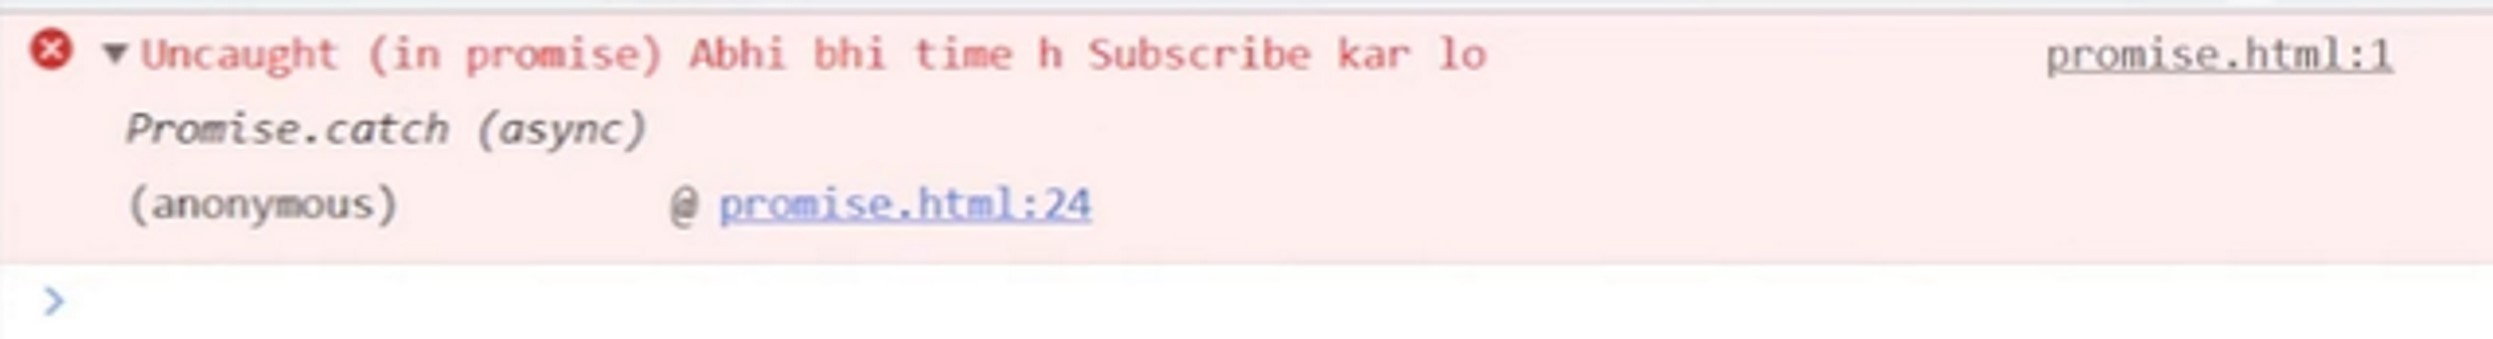 Uncaught (in promise) Abhi bhi time h Subscribe kar lo promise.html:1
Promise.catch (async)
(anonymous) @ promise.html:24